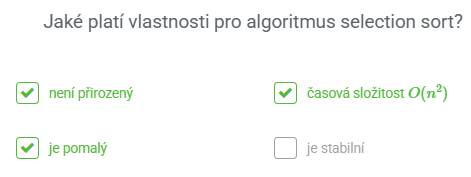 Jaké platí vlastnosti pro algoritmus selection sort?
není přirozený
časová složitost O(n²)
je pomalý
je stabilní